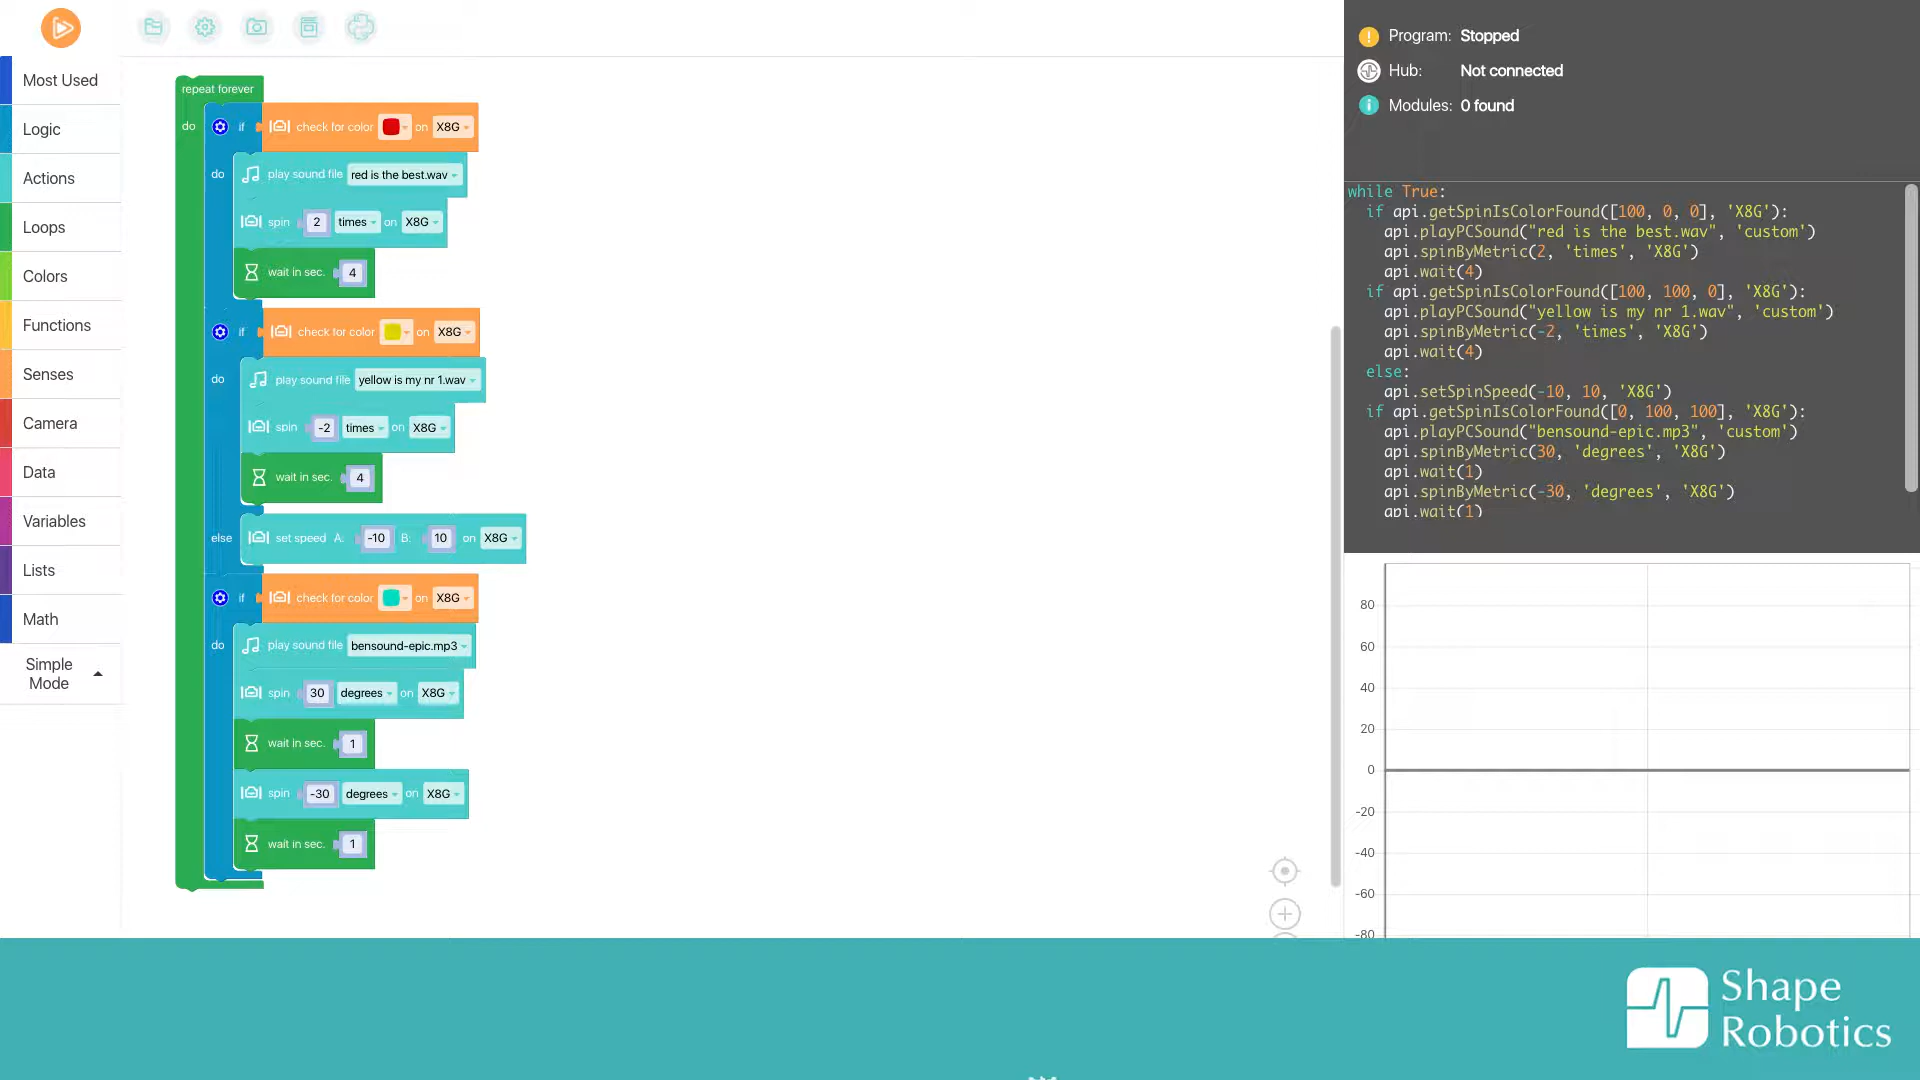 Most Used
Logic
Actions
Loops
Colors
Functions
Senses
Camera
Data
Variables
Lists
Math
Simple
Mode
repeat forever
do if check for color on X8G
do play sound file red is the best.wav
spin 2 times on X8G
wait in sec. 4
if check for color on X8G
do play sound file yellow is my nr 1.wav
spin -2 times on X8G
wait in sec. 4
else set speed A: -10 B: 10 on X8G
if check for color on X8G
do play sound file bensound-epic.mp3
spin 30 degrees on X8G
wait in sec. 1
spin -30 degrees on X8G
wait in sec. 1
Program: Stopped
Hub: Not connected
Modules: 0 found
while True:
if api.getSpinIsColorFound([100, 0, 0], 'X8G'):
api.playPCSound("red is the best.wav", 'custom')
api.spinByMetric(2, 'times', 'X8G')
api.wait(4)
if api.getSpinIsColorFound([100, 100, 0], 'X8G'):
api.playPCSound("yellow is my nr 1.wav", 'custom')
api.spinByMetric(-2, 'times', 'X8G')
api.wait(4)
else:
api.setSpinSpeed(-10, 10, 'X8G')
if api.getSpinIsColorFound([0, 100, 100], 'X8G'):
api.playPCSound("bensound-epic.mp3", 'custom')
api.spinByMetric(30, 'degrees', 'X8G')
api.wait(1)
api.spinByMetric(-30, 'degrees', 'X8G')
api.wait(1)
80
60
40
20
0
-20
-40
-60
-80
Shape
Robotics